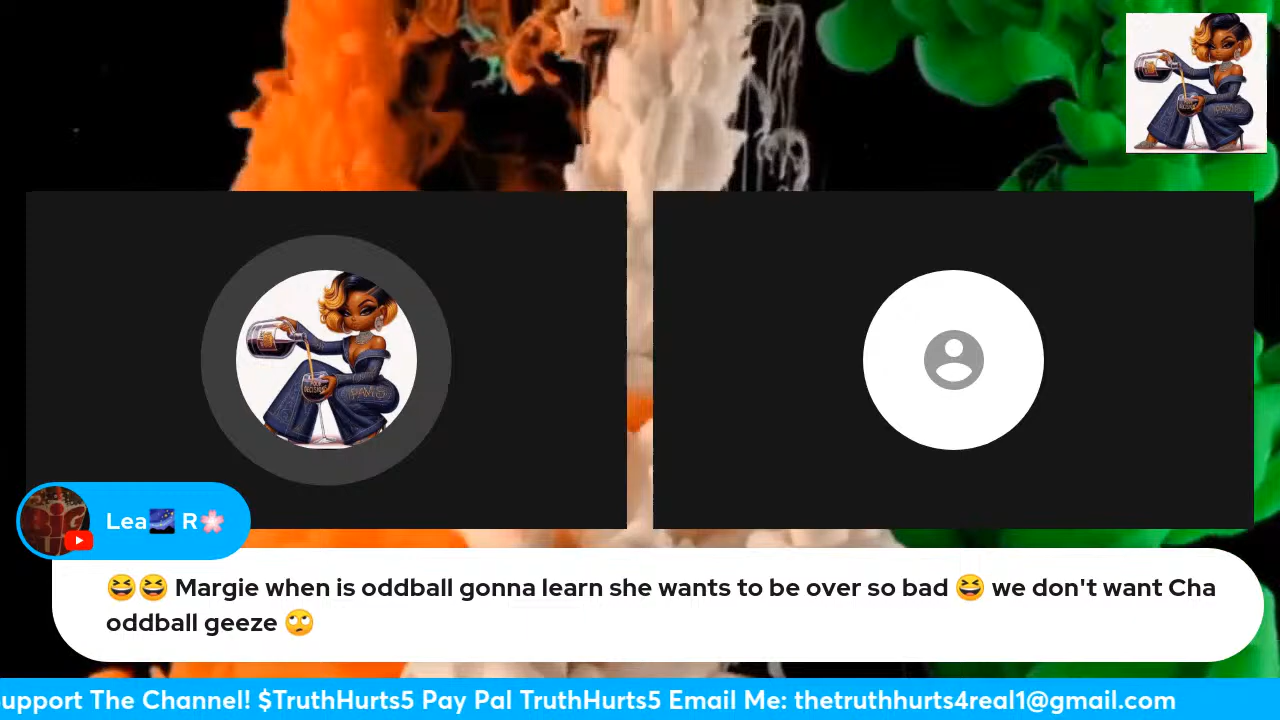 Lea🌌 R🌸
😆😆 Margie when is oddball gonna learn she wants to be over so bad 😆 we don't want Cha
oddball geeze 🙄
upport The Channel! $TruthHurts5 Pay Pal TruthHurts5 Email Me: thetruthhurts4real1@gmail.com